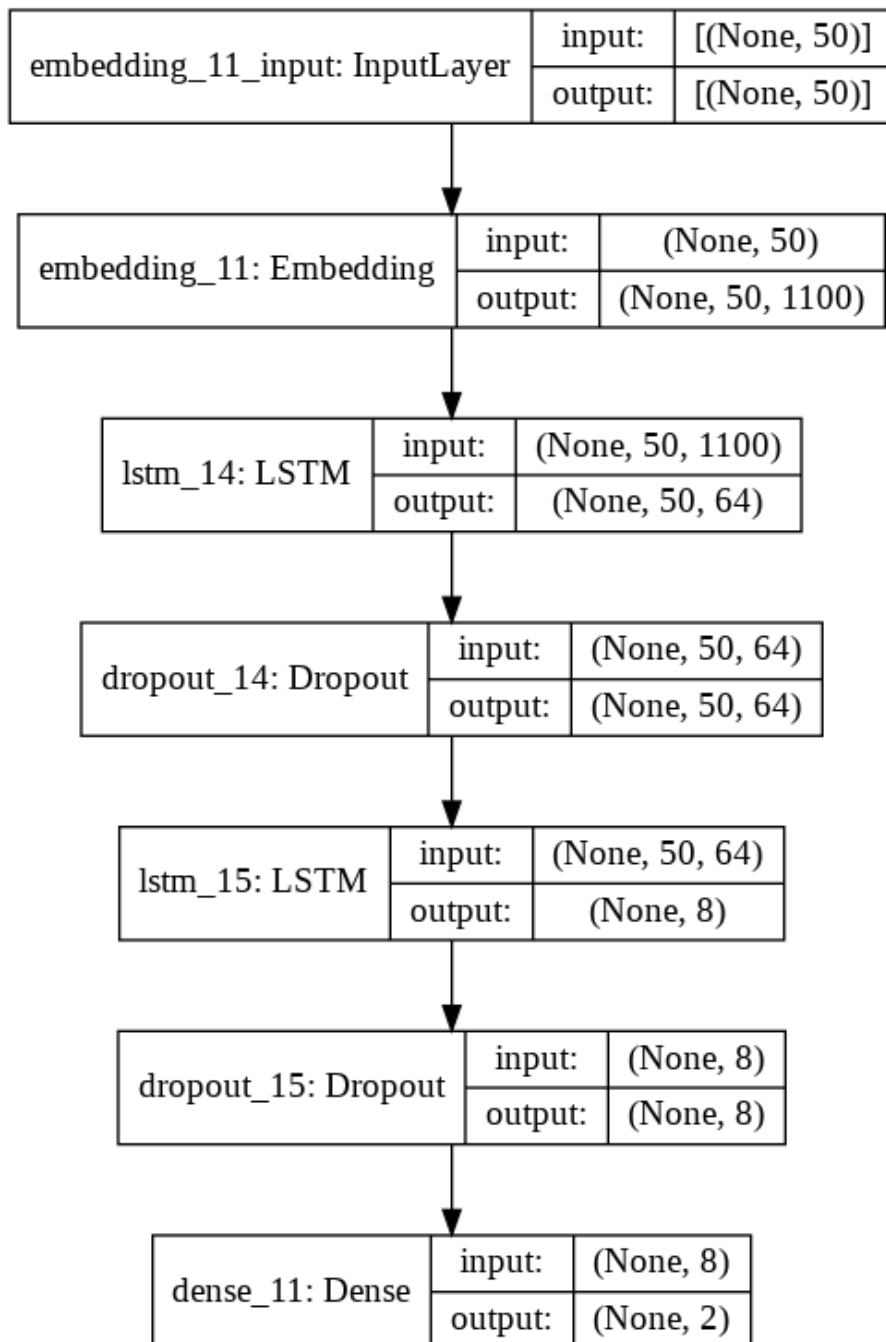 embedding_11_input: InputLayer
input: [(None, 50)]
output: [(None, 50)]
embedding_11: Embedding
input: (None, 50)
output: (None, 50, 1100)
lstm_14: LSTM
input: (None, 50, 1100)
output: (None, 50, 64)
dropout_14: Dropout
input: (None, 50, 64)
output: (None, 50, 64)
lstm_15: LSTM
input: (None, 50, 64)
output: (None, 8)
dropout_15: Dropout
input: (None, 8)
output: (None, 8)
dense_11: Dense
input: (None, 8)
output: (None, 2)